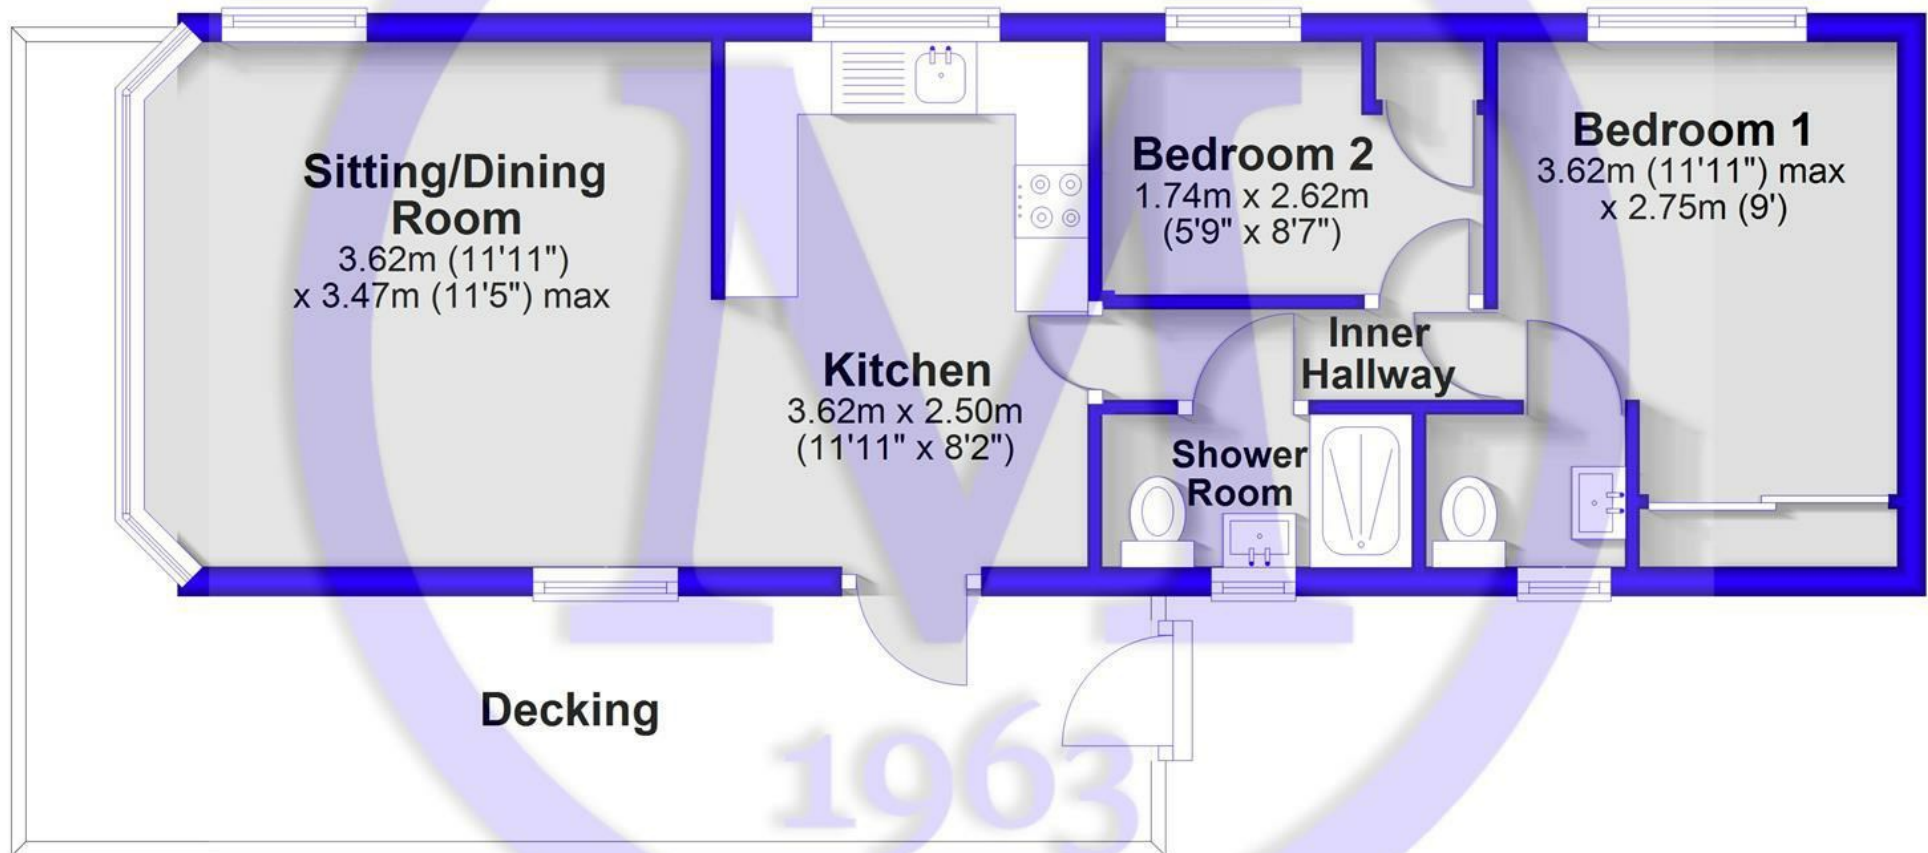 Sitting/Dining
Room
3.62m (11'11")
x 3.47m (11'5") max
Kitchen
3.62m x 2.50m
(11'11" x 8'2")
Bedroom 2
1.74m x 2.62m
(5'9" x 8'7")
Bedroom 1
3.62m (11'11") max
x 2.75m (9')
Inner
Hallway
Shower
Room
Decking
M
1963